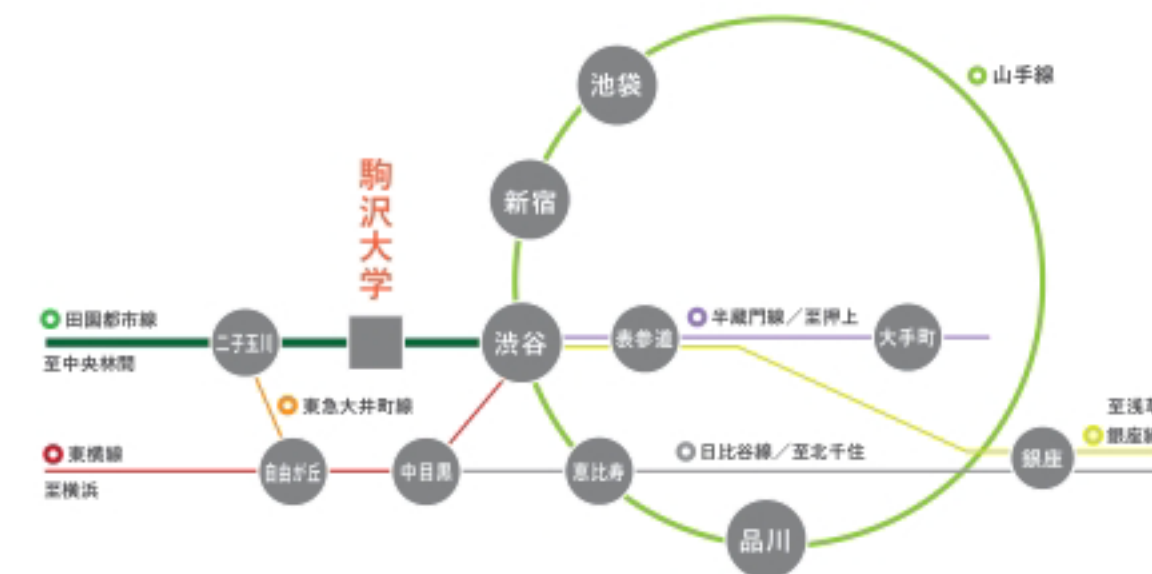 池袋
山手線
新宿
駒沢大学
田園都市線
至中央林間
二子玉川
渋谷
表参道
半蔵門線／至押上
大手町
東急大井町線
至浅草
銀座線
東横線
至横浜
自由が丘
中目黒
恵比寿
日比谷線／至北千住
銀座
品川